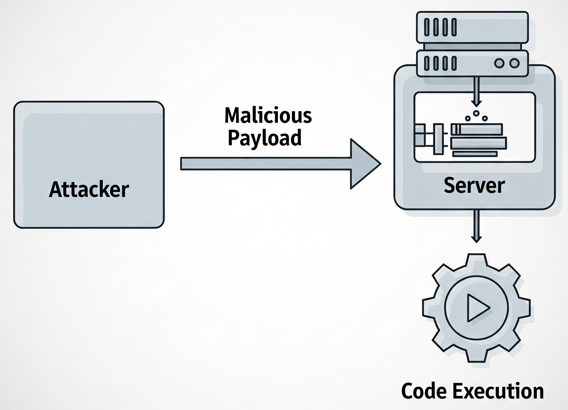 Malicious
Payload
Attacker
Server
Code Execution